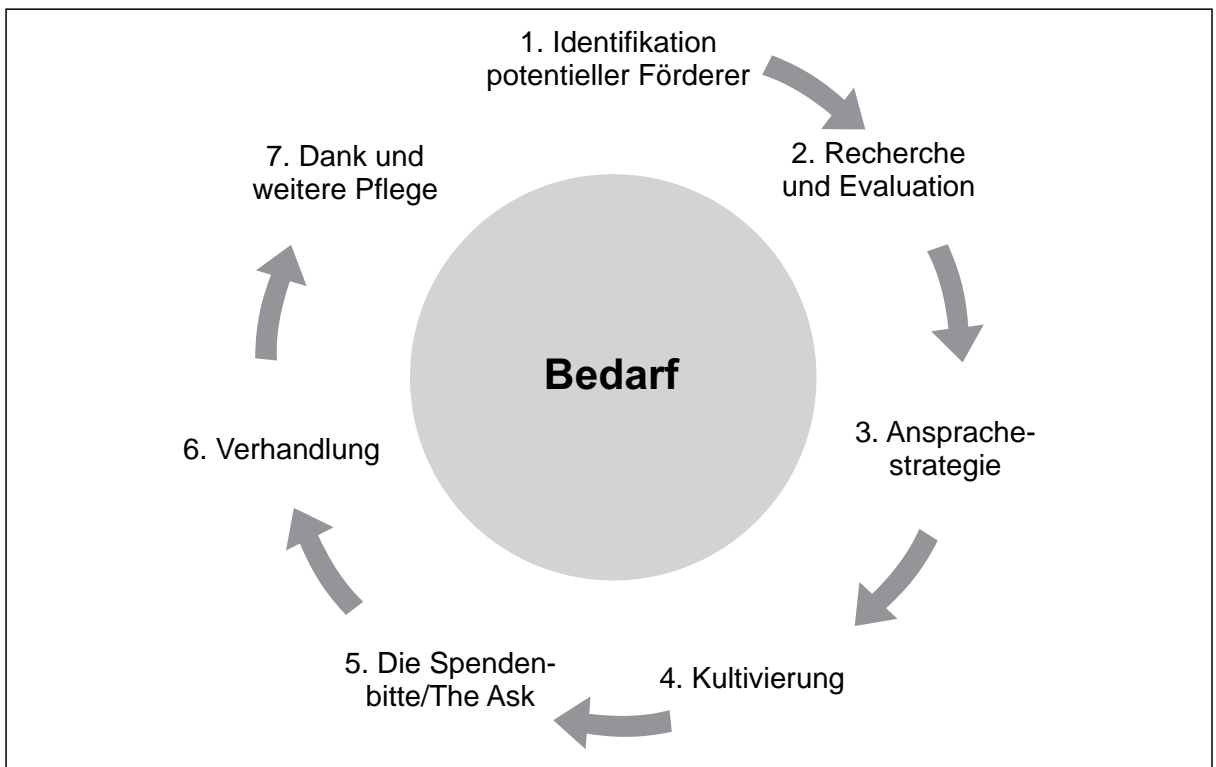 1. Identifikation
potentieller Förderer
2. Recherche
und Evaluation
3. Ansprache-
strategie
4. Kultivierung
5. Die Spenden-
bitte/The Ask
6. Verhandlung
7. Dank und
weitere Pflege
Bedarf